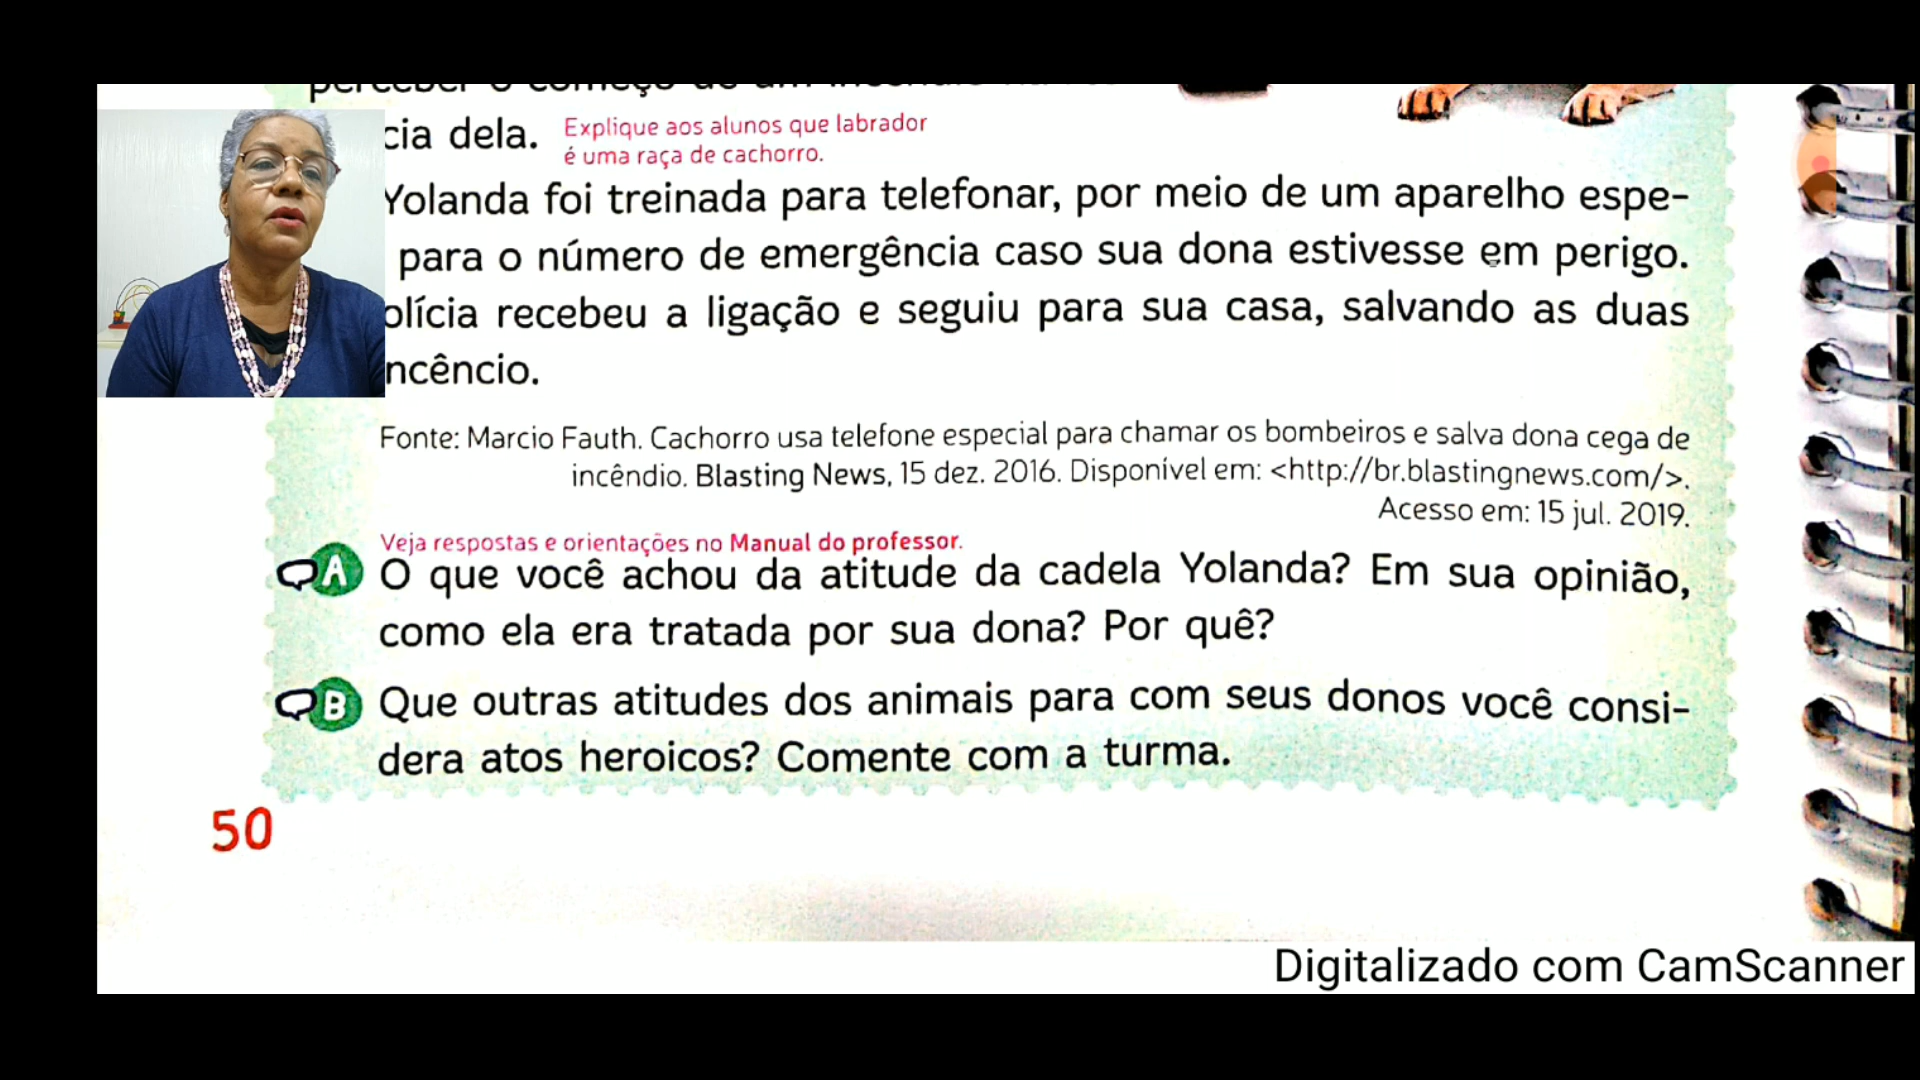 perceber o começo de um incêndio
cia dela. Explique aos alunos que labrador
é uma raça de cachorro.
Yolanda foi treinada para telefonar, por meio de um aparelho espe-
para o número de emergência caso sua dona estivesse em perigo.
olícia recebeu a ligação e seguiu para sua casa, salvando as duas
ncêncio.
Fonte: Marcio Fauth. Cachorro usa telefone especial para chamar os bombeiros e salva dona cega de
incêndio. Blasting News, 15 dez. 2016. Disponível em: <http://br.blastingnews.com/>.
Acesso em: 15 jul. 2019.
Veja respostas e orientações no Manual do professor.
A O que você achou da atitude da cadela Yolanda? Em sua opinião,
como ela era tratada por sua dona? Por quê?
B Que outras atitudes dos animais para com seus donos você consi-
dera atos heroicos? Comente com a turma.
50
Digitalizado com CamScanner